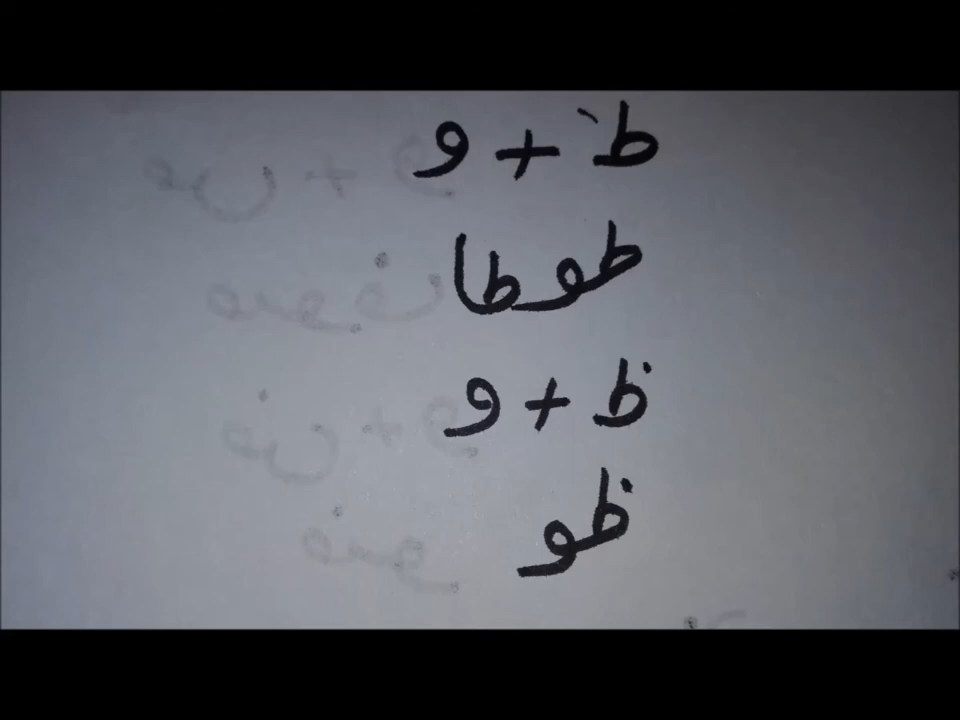 ط + و
طوطا
ظ + و
ظو